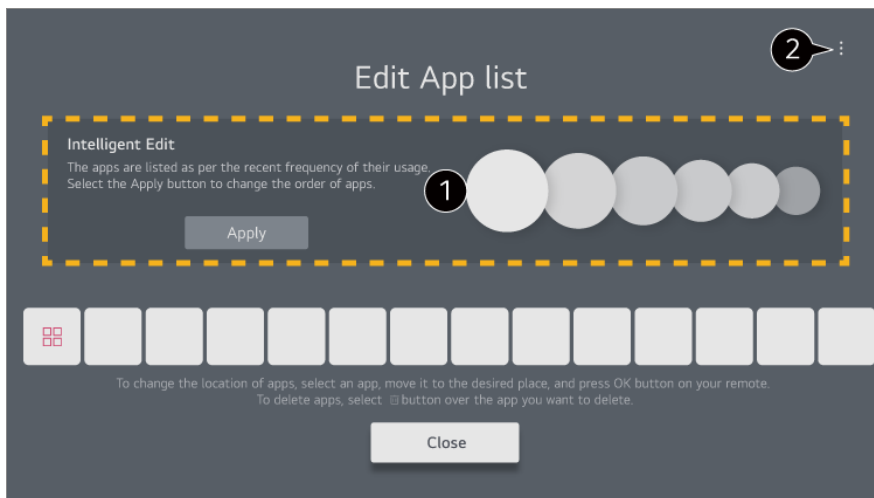 2
Edit App list
Intelligent Edit
The apps are listed as per the recent frequency of their usage.
Select the Apply button to change the order of apps.
1
Apply
To change the location of apps, select an app, move it to the desired place, and press OK button on your remote.
To delete apps, select button over the app you want to delete.
Close